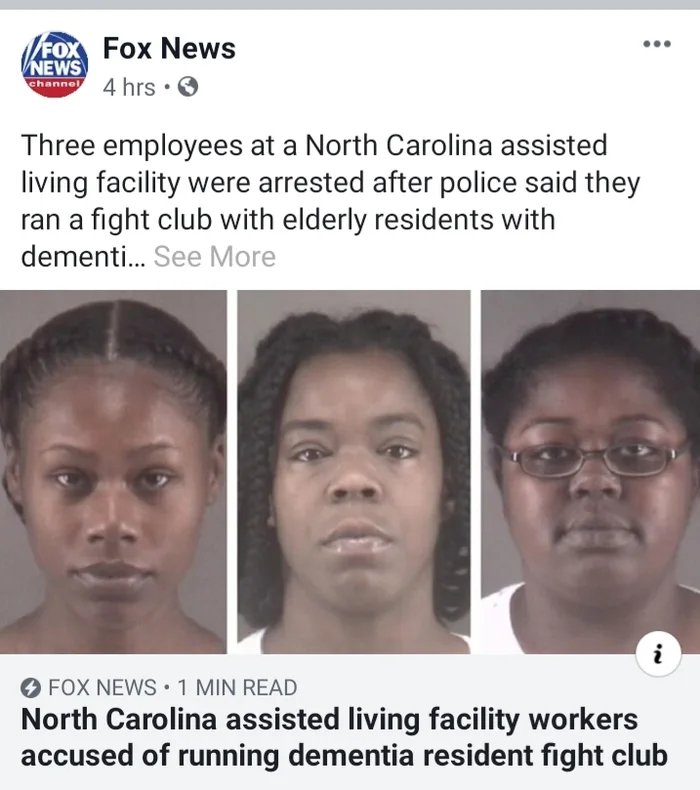 FOX
NEWS
channel
Fox News
4 hrs •
Three employees at a North Carolina assisted
living facility were arrested after police said they
ran a fight club with elderly residents with
dementi... See More
i
FOX NEWS • 1 MIN READ
North Carolina assisted living facility workers
accused of running dementia resident fight club